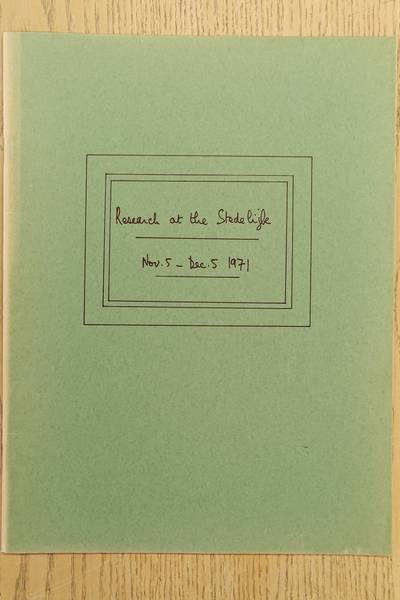 Research at the Stedelijk
Nov. 5 - Dec. 5 1971